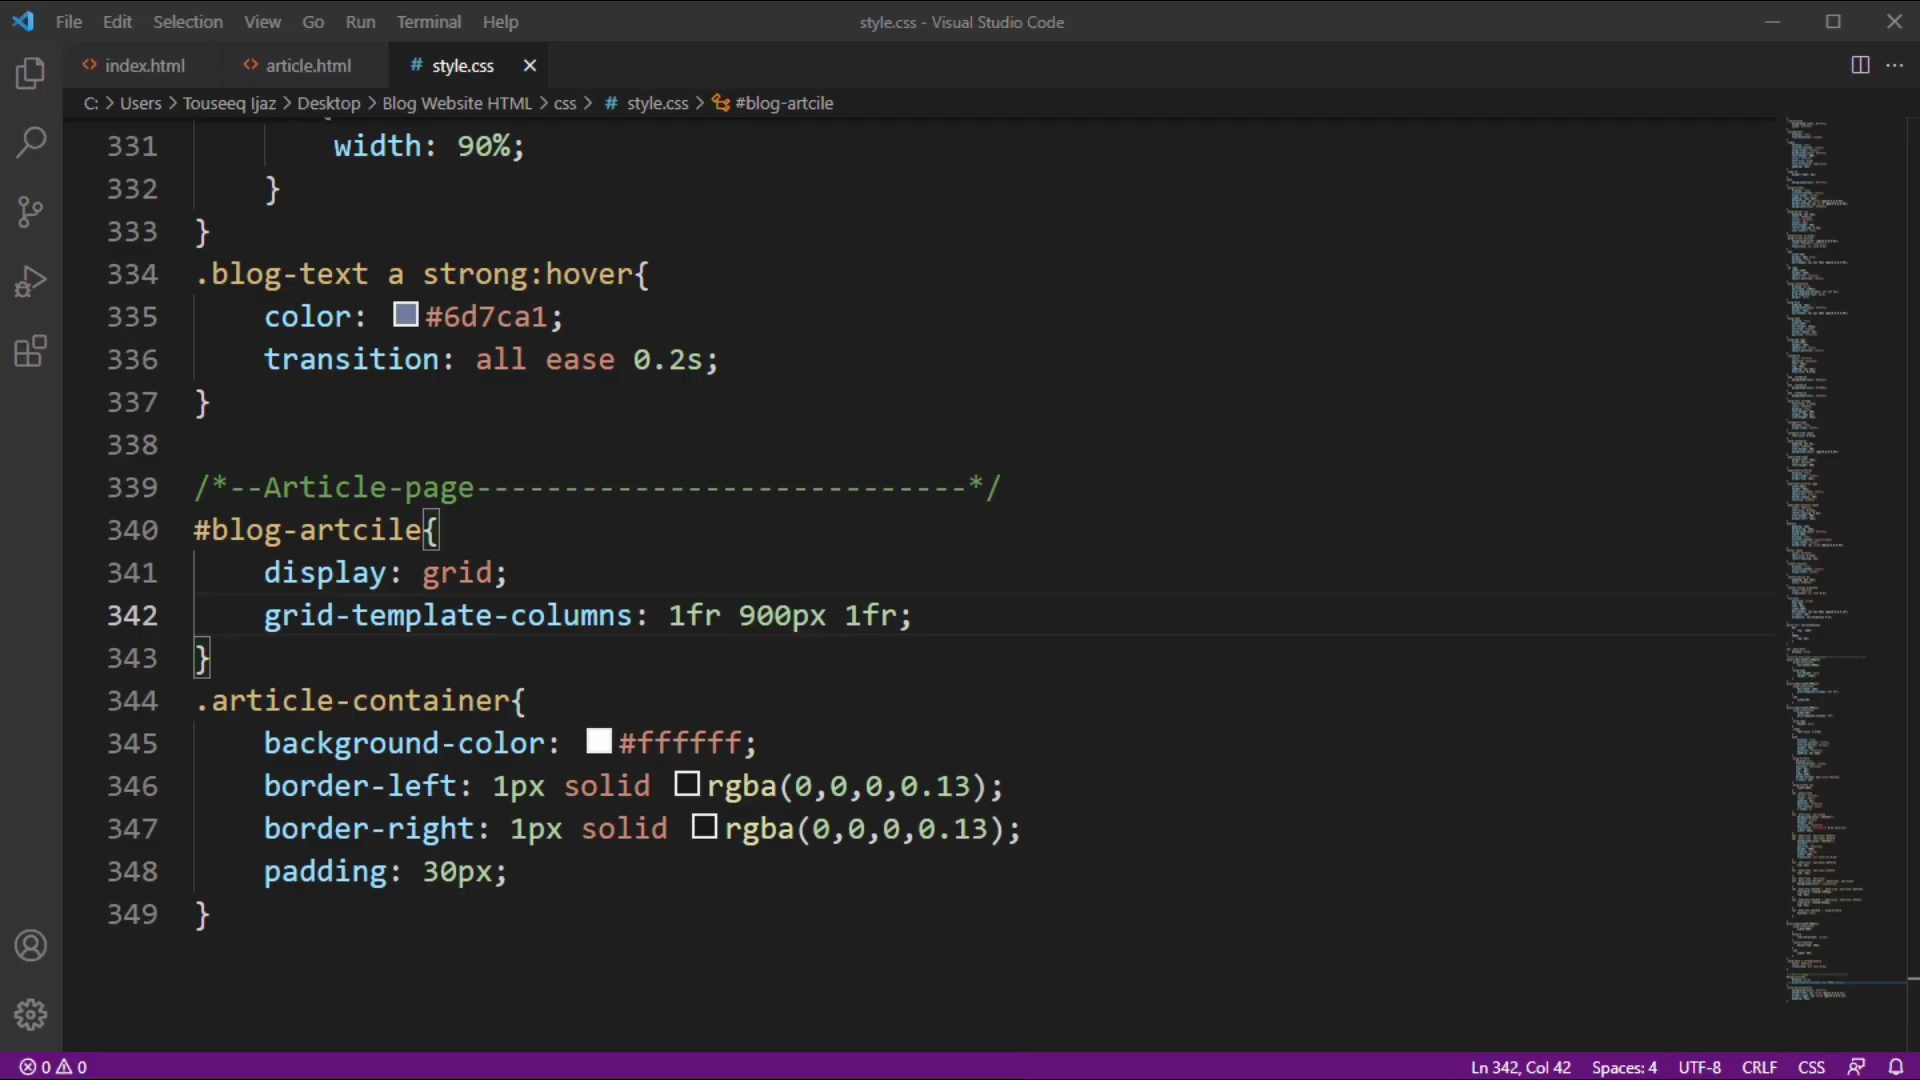 File Edit Selection View Go Run Terminal Help
style.css - Visual Studio Code
index.html article.html # style.css
C: > Users > Touseeq Ijaz > Desktop > Blog Website HTML > css > # style.css > #blog-artcile
331 width: 90%;
332 }
333 }
334 .blog-text a strong:hover{
335 color: #6d7ca1;
336 transition: all ease 0.2s;
337 }
338
339 /*--Article-page----------------------------*/
340 #blog-artcile{
341 display: grid;
342 grid-template-columns: 1fr 900px 1fr;
343 }
344 .article-container{
345 background-color: #ffffff;
346 border-left: 1px solid rgba(0,0,0,0.13);
347 border-right: 1px solid rgba(0,0,0,0.13);
348 padding: 30px;
349 }
0 0 Ln 342, Col 42 Spaces: 4 UTF-8 CRLF CSS